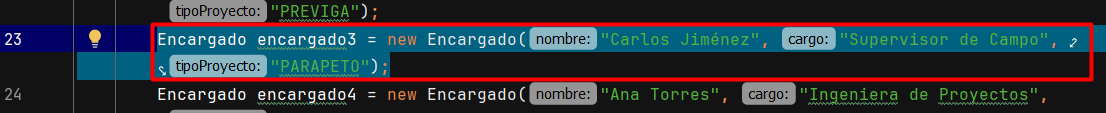 tipoProyecto: "PREVIGA");
23 Encargado encargado3 = new Encargado( nombre: "Carlos Jiménez", cargo: "Supervisor de Campo",
tipoProyecto: "PARAPETO");
24 Encargado encargado4 = new Encargado( nombre: "Ana Torres", cargo: "Ingeniera de Proyectos",